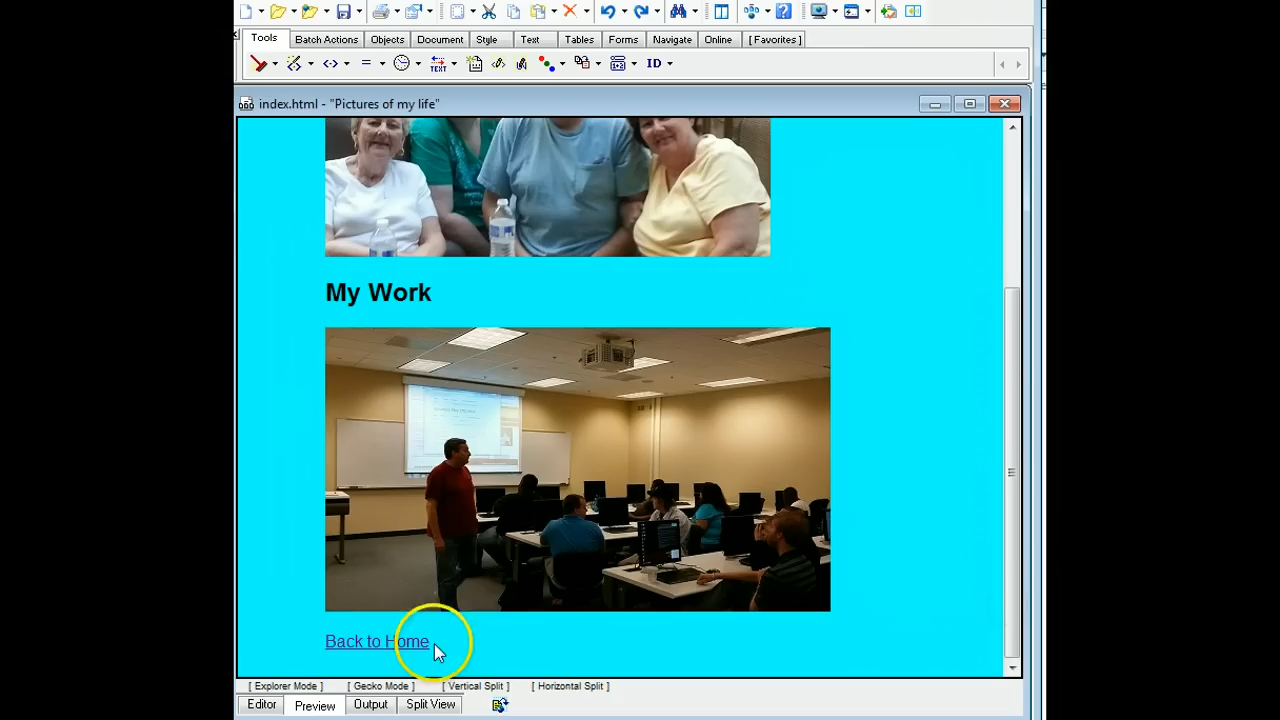 Tools Batch Actions Objects Document Style Text Tables Forms Navigate Online [ Favorites ]
TEXT ID
index.html - "Pictures of my life"
My Work
Back to Home
[ Explorer Mode ] [ Gecko Mode ] [ Vertical Split ] [ Horizontal Split ]
Editor Preview Output Split View